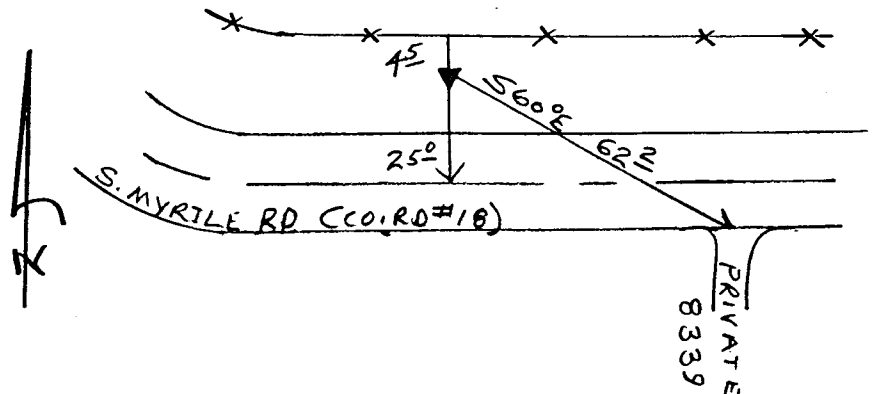 4⁵
S60°E
62²
25⁰
S. MYRTLE RD (CO. RD #18)
PRIVATE
8339
N